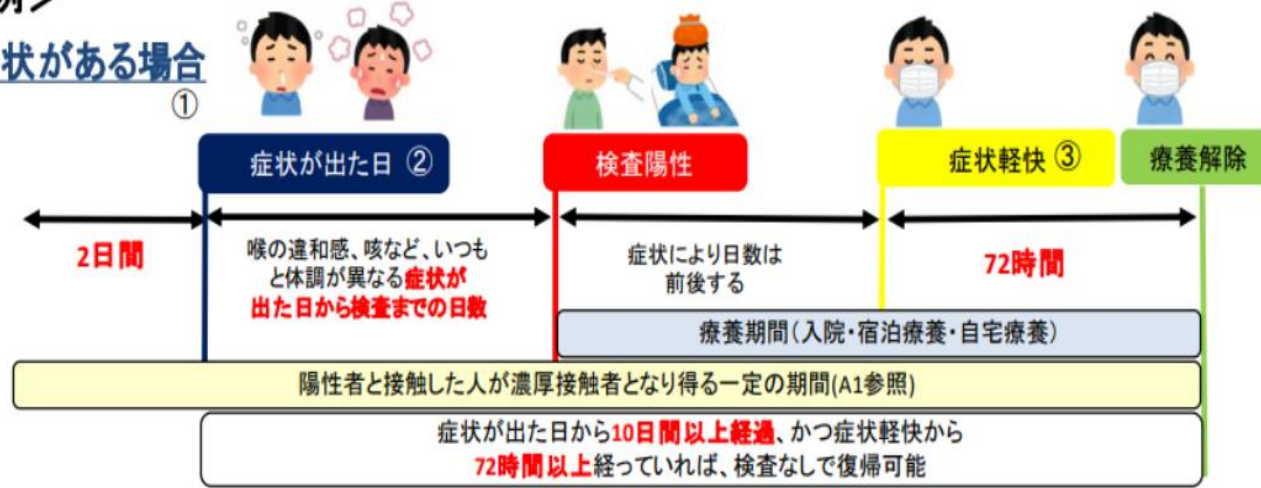 状がある場合
①
症状が出た日 ②
検査陽性
症状軽快 ③
療養解除
2日間
喉の違和感、咳など、いつも
と体調が異なる症状が
出た日から検査までの日数
症状により日数は
前後する
72時間
療養期間(入院・宿泊療養・自宅療養)
陽性者と接触した人が濃厚接触者となり得る一定の期間(A1参照)
症状が出た日から10日間以上経過、かつ症状軽快から
72時間以上経っていれば、検査なしで復帰可能